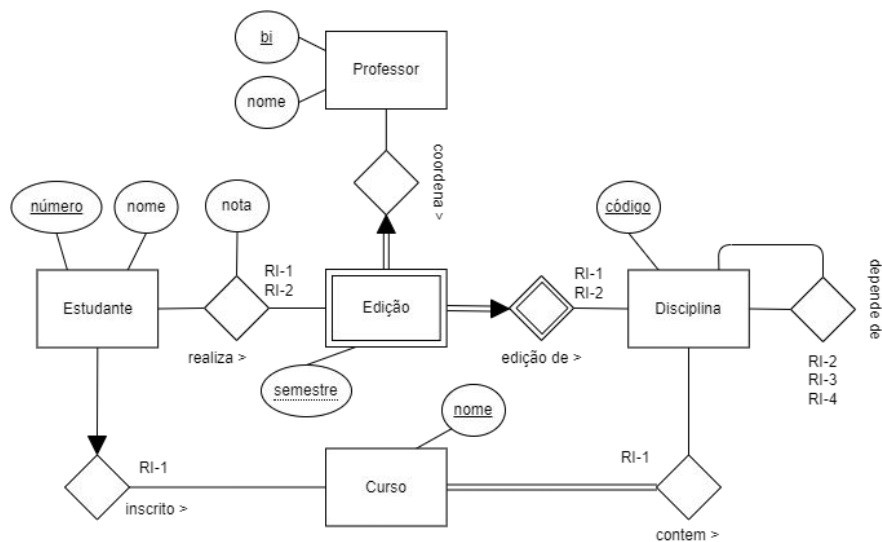 bi
Professor
nome
coordena >
número
nome
nota
código
RI-1
RI-2
RI-1
RI-2
Estudante
Edição
Disciplina
depende de
realiza >
edição de >
semestre
RI-2
RI-3
RI-4
nome
RI-1
RI-1
Curso
inscrito >
contem >